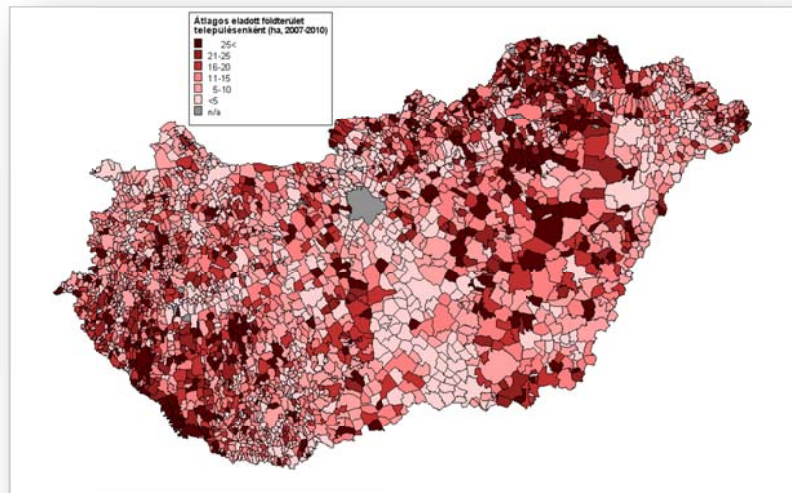 Átlagos eladott földterület
településenként (ha, 2007-2010)
25<
21-25
16-20
11-15
5-10
<5
n/a